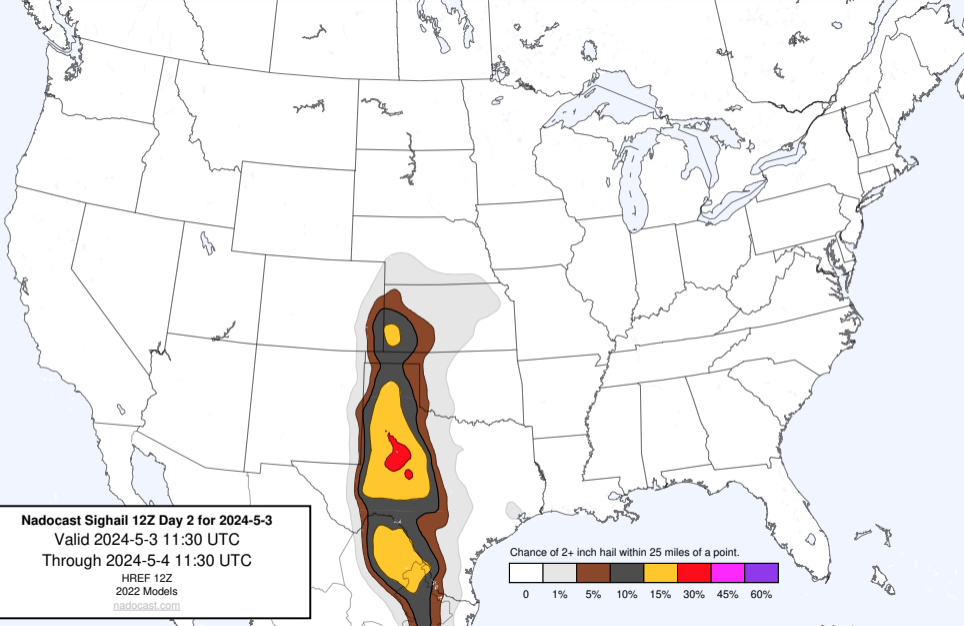 Nadocast Sighail 12Z Day 2 for 2024-5-3
Valid 2024-5-3 11:30 UTC
Through 2024-5-4 11:30 UTC
HREF 12Z
2022 Models
nadocast.com
Chance of 2+ inch hail within 25 miles of a point.
0 1% 5% 10% 15% 30% 45% 60%